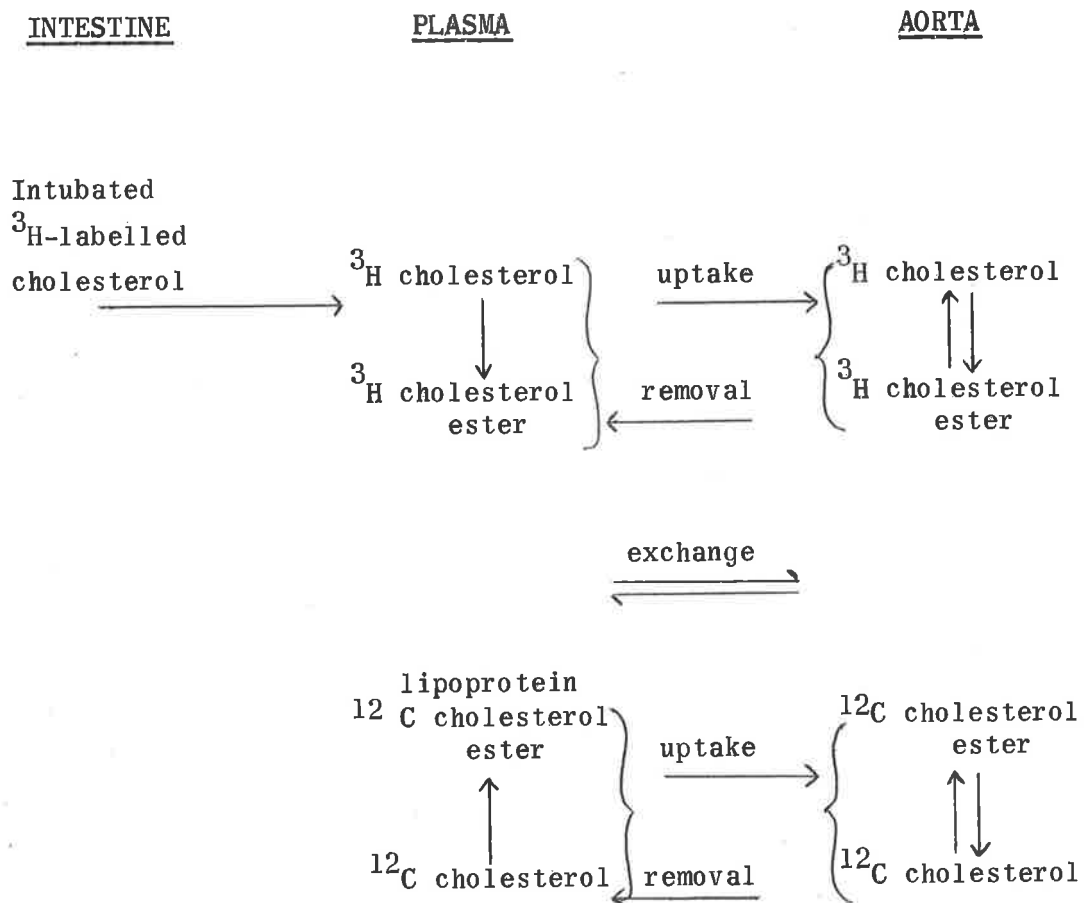 INTESTINE PLASMA AORTA
Intubated
³H-labelled
cholesterol
³H cholesterol uptake ³H cholesterol
³H cholesterol removal ³H cholesterol
ester ester
exchange
lipoprotein
¹²C cholesterol ¹²C cholesterol
ester uptake ester
¹²C cholesterol removal ¹²C cholesterol